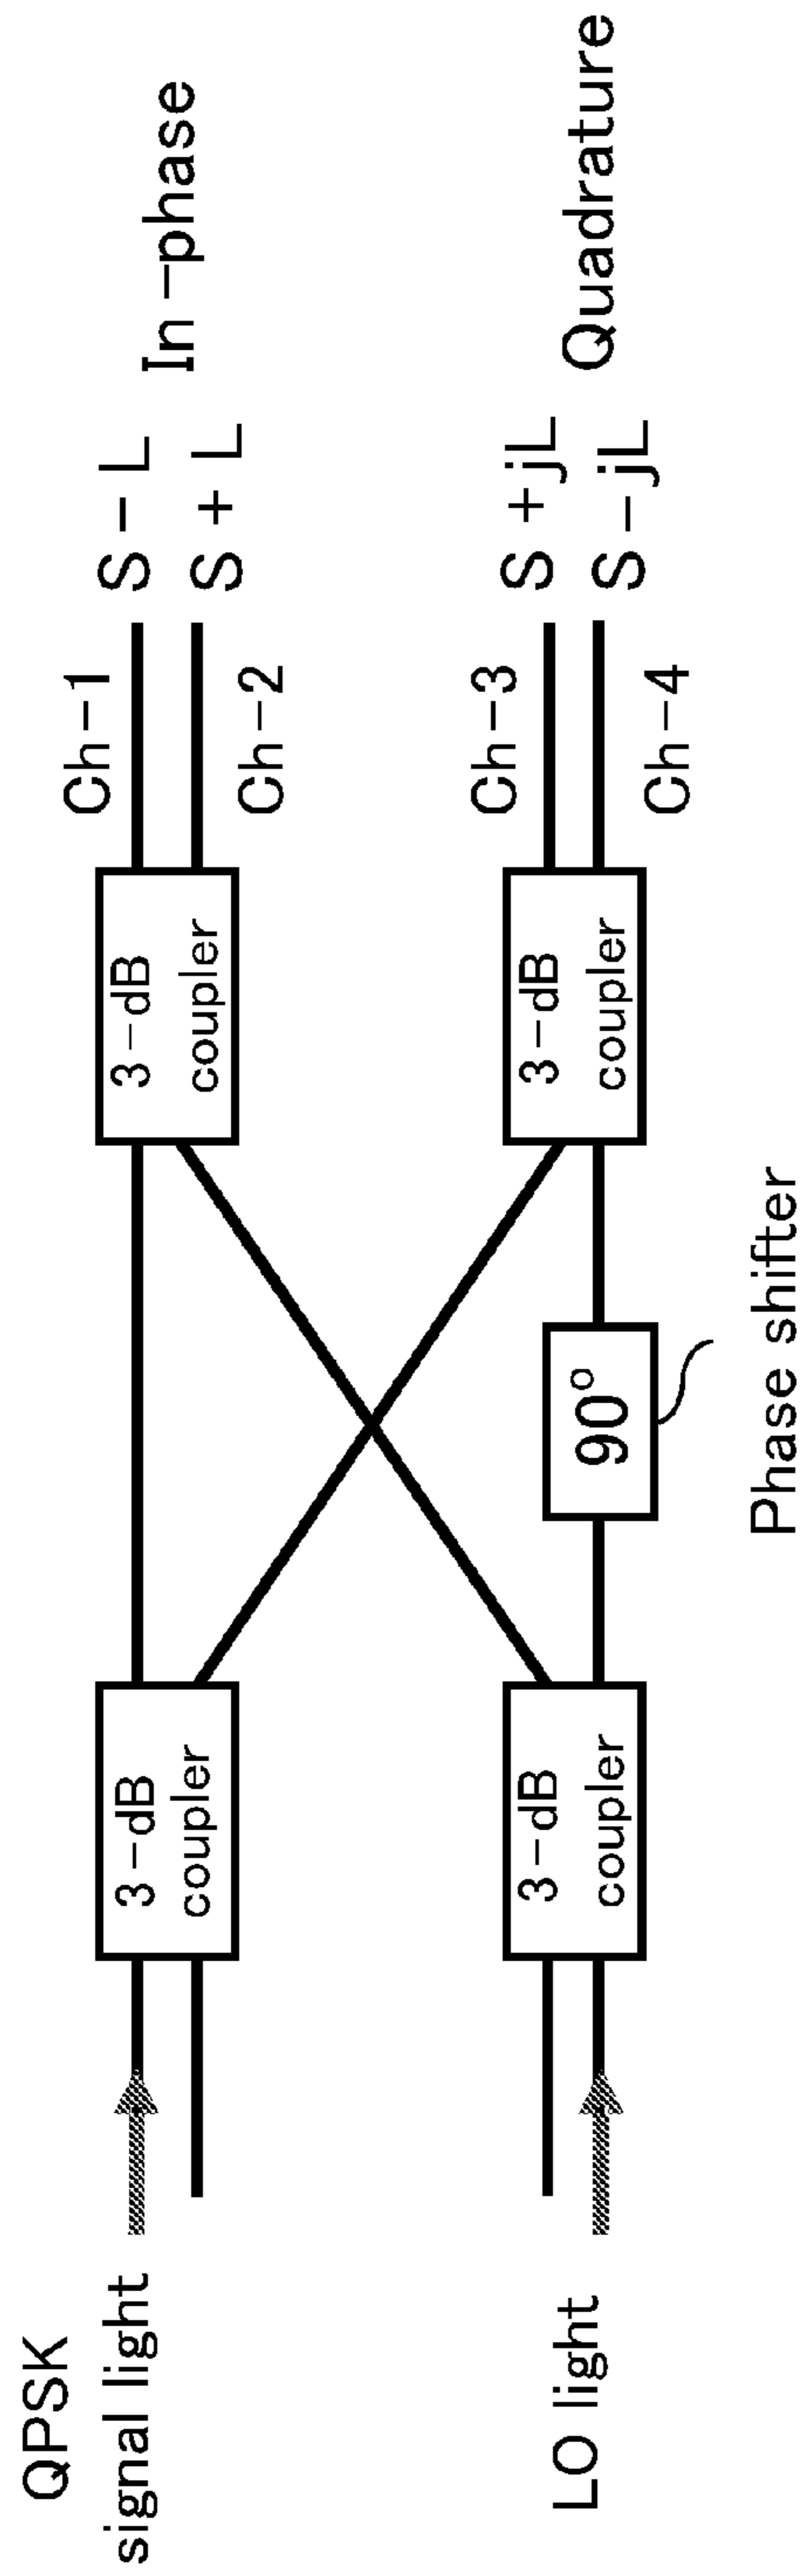 QPSK
signal light
LO light
3-dB
coupler
3-dB
coupler
90°
Phase shifter
3-dB
coupler
3-dB
coupler
Ch-1
Ch-2
Ch-3
Ch-4
S - L
S + L
In-phase
S + jL
S - jL
Quadrature